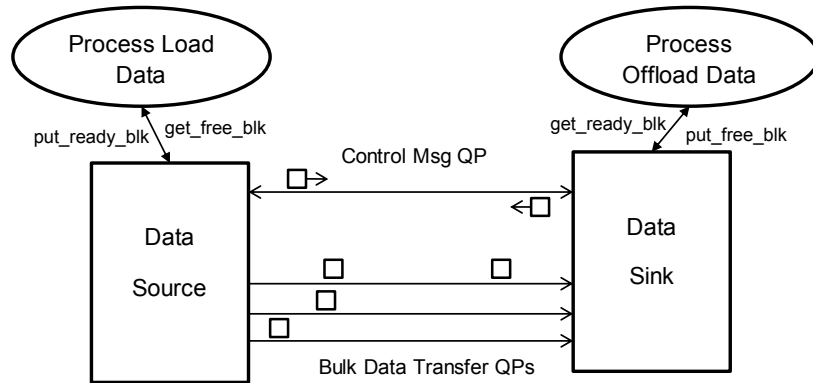 Process Load
Data
Process
Offload Data
put_ready_blk
get_free_blk
get_ready_blk
put_free_blk
Control Msg QP
Data
Source
Data
Sink
Bulk Data Transfer QPs